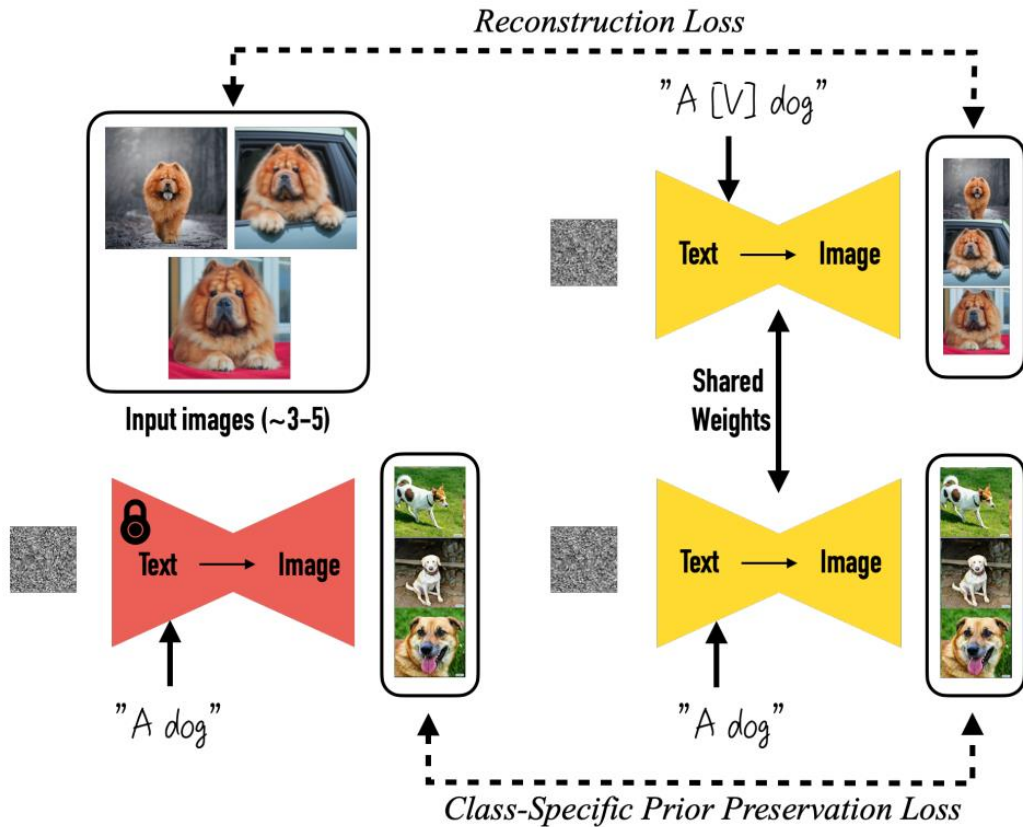 Reconstruction Loss
"A [V] dog"
Text → Image
Input images (~3-5)
Shared
Weights
Text → Image
Text → Image
"A dog"
"A dog"
Class-Specific Prior Preservation Loss